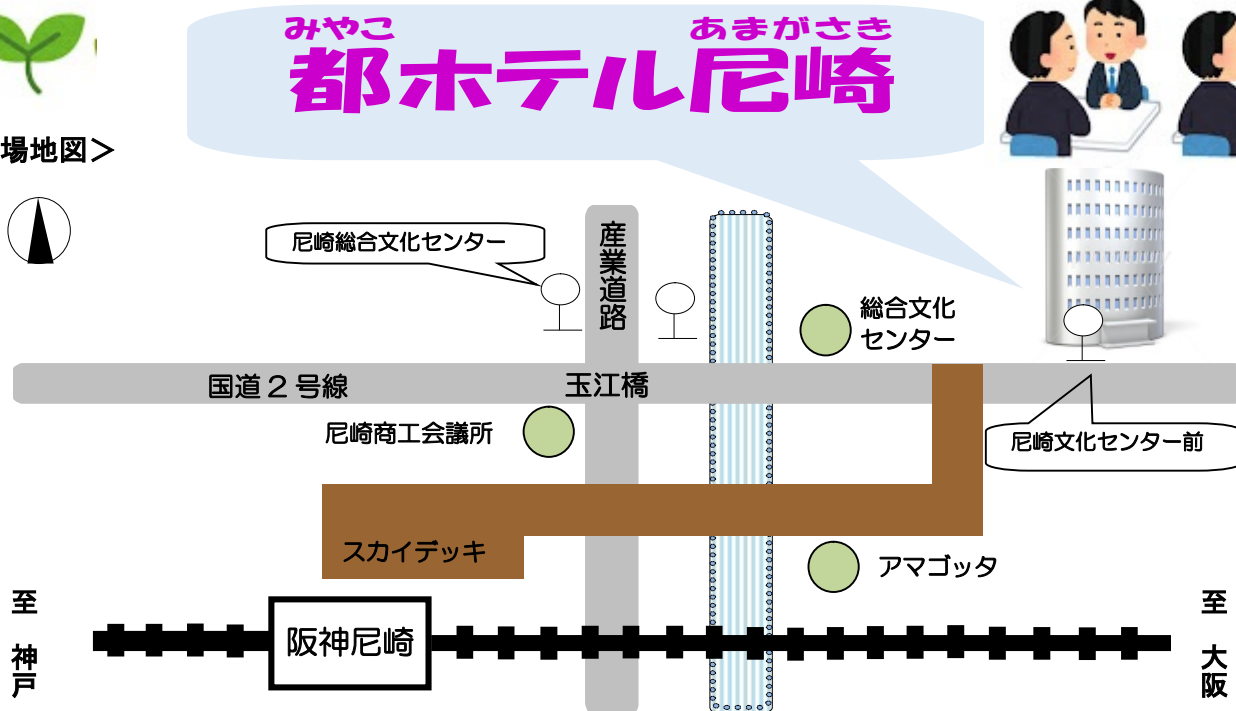 みやこ あまがさき
都ホテル尼崎
場地図＞
尼崎総合文化センター
産業道路
総合文化
センター
国道２号線
玉江橋
尼崎商工会議所
尼崎文化センター前
スカイデッキ
アマゴッタ
至 神戸
阪神尼崎
至 大阪